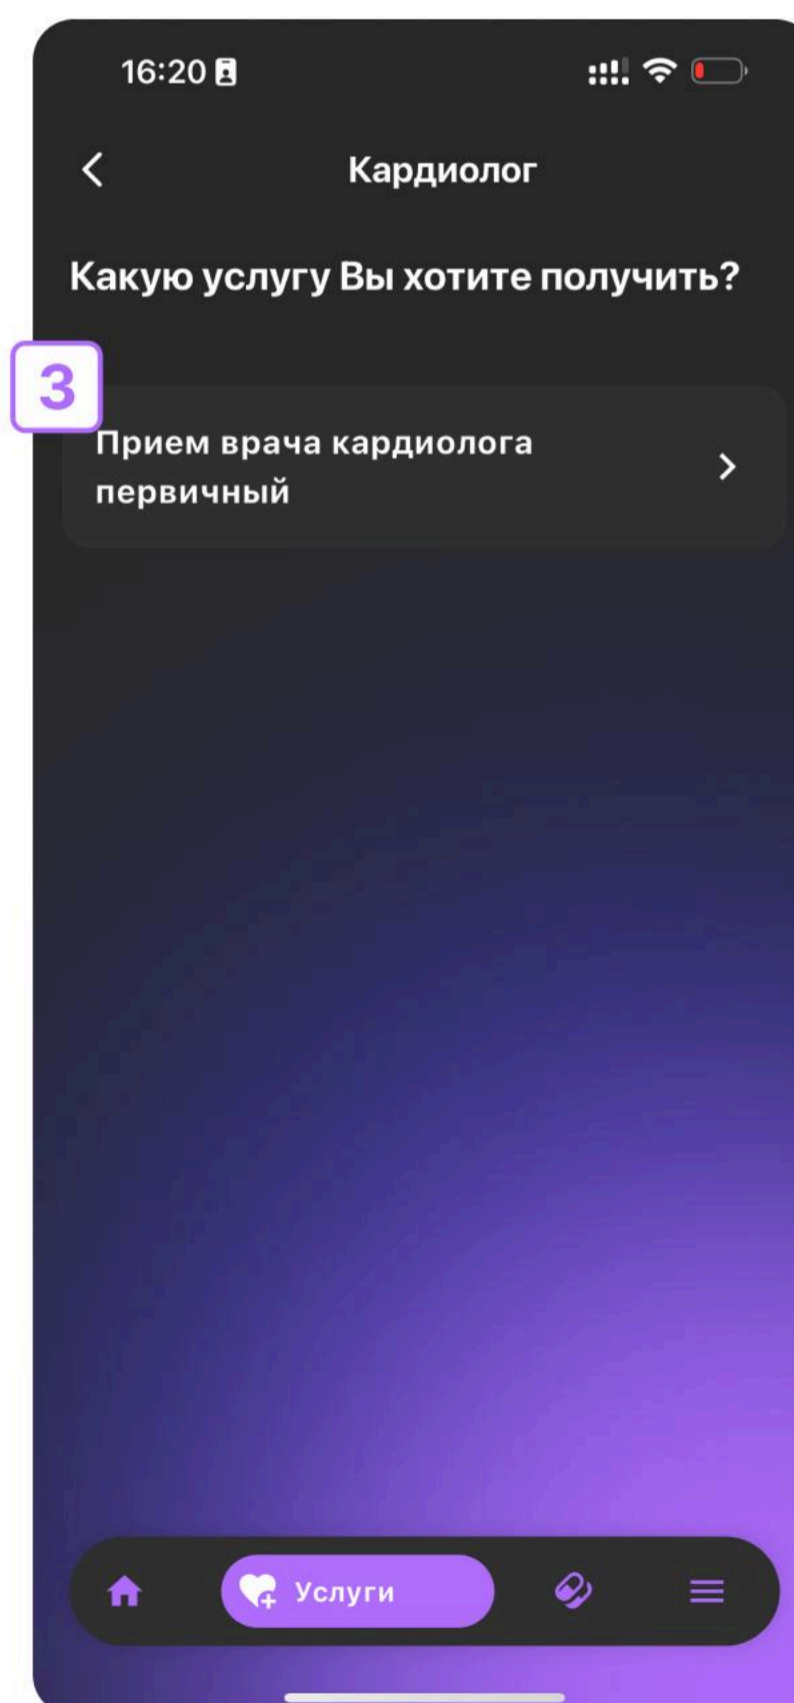 16:20
Кардиолог
Какую услугу Вы хотите получить?
3
Прием врача кардиолога
первичный
Услуги